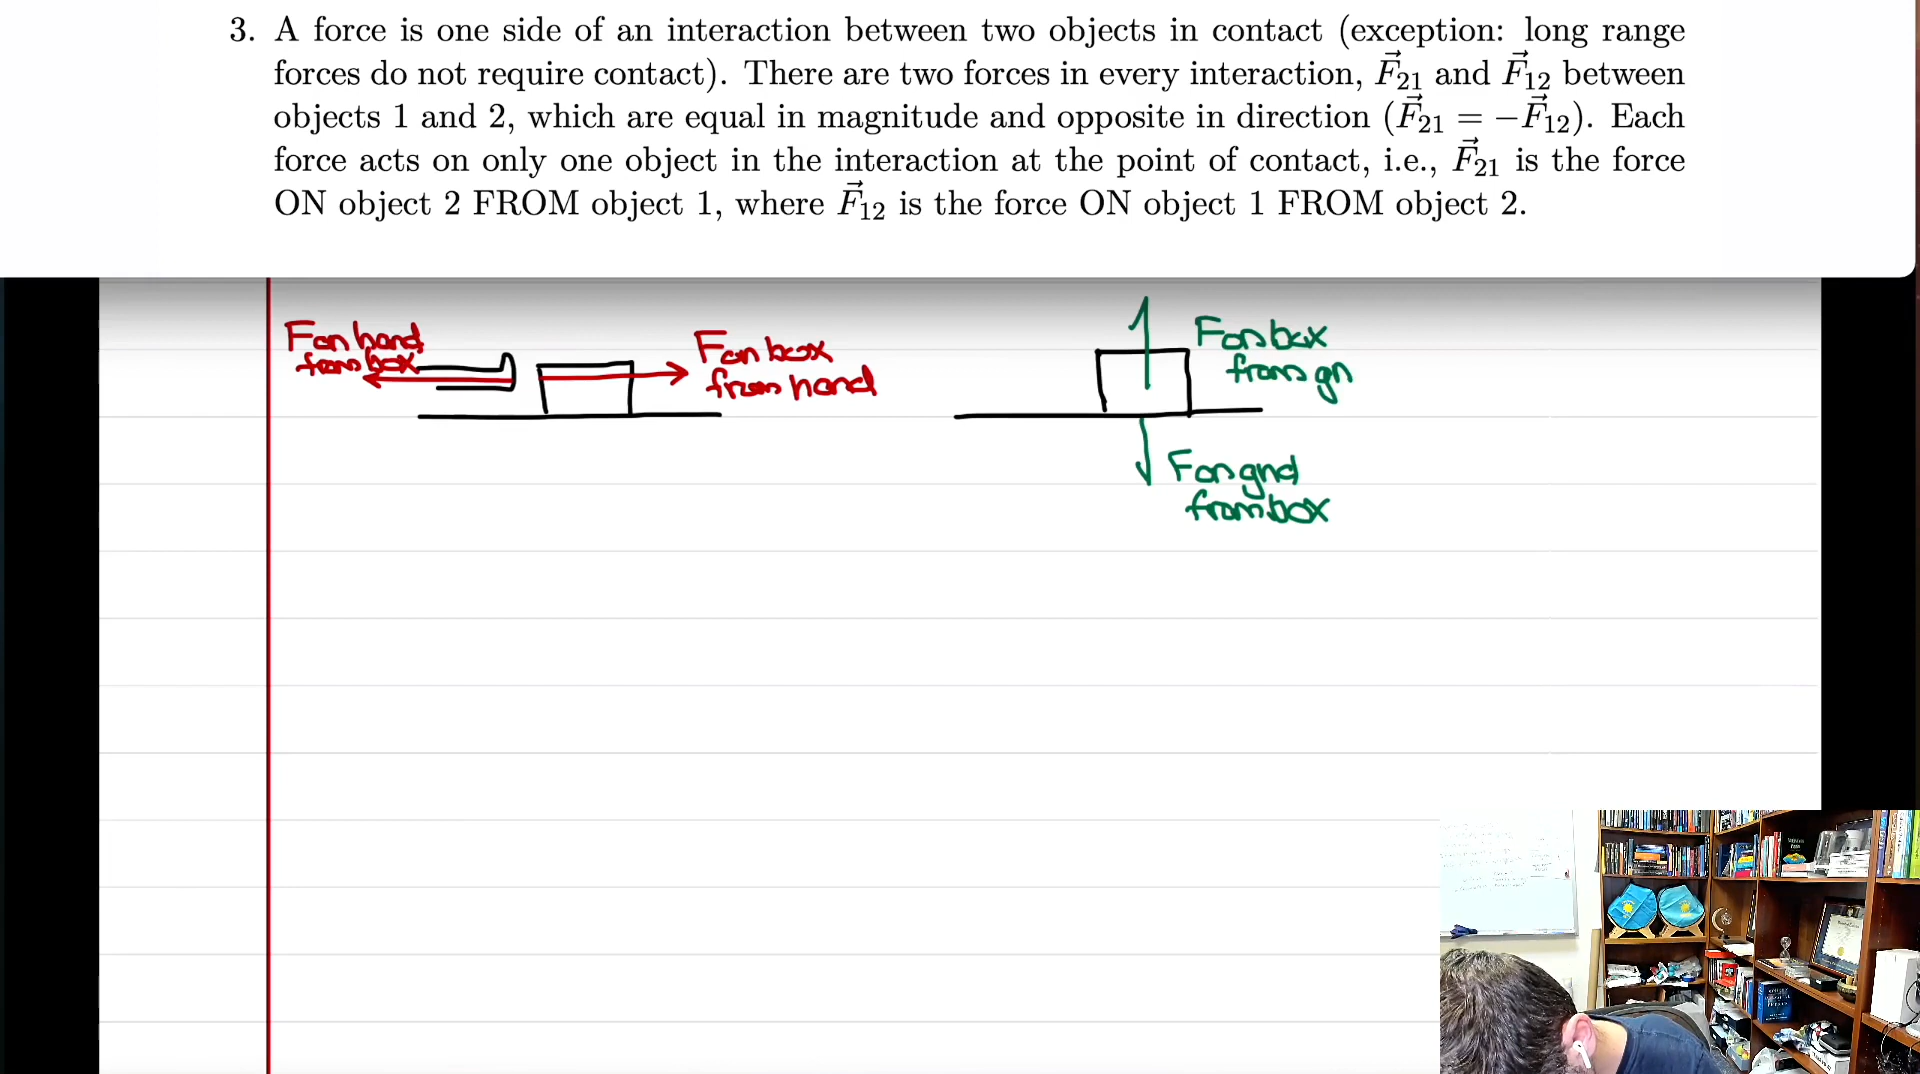 3. A force is one side of an interaction between two objects in contact (exception: long range
forces do not require contact). There are two forces in every interaction, F⃗21 and F⃗12 between
objects 1 and 2, which are equal in magnitude and opposite in direction (F⃗21 = −F⃗12). Each
force acts on only one object in the interaction at the point of contact, i.e., F⃗21 is the force
ON object 2 FROM object 1, where F⃗12 is the force ON object 1 FROM object 2.
F on hand
from box
F on box
from hand
F on box
from gn
F on gnd
from box